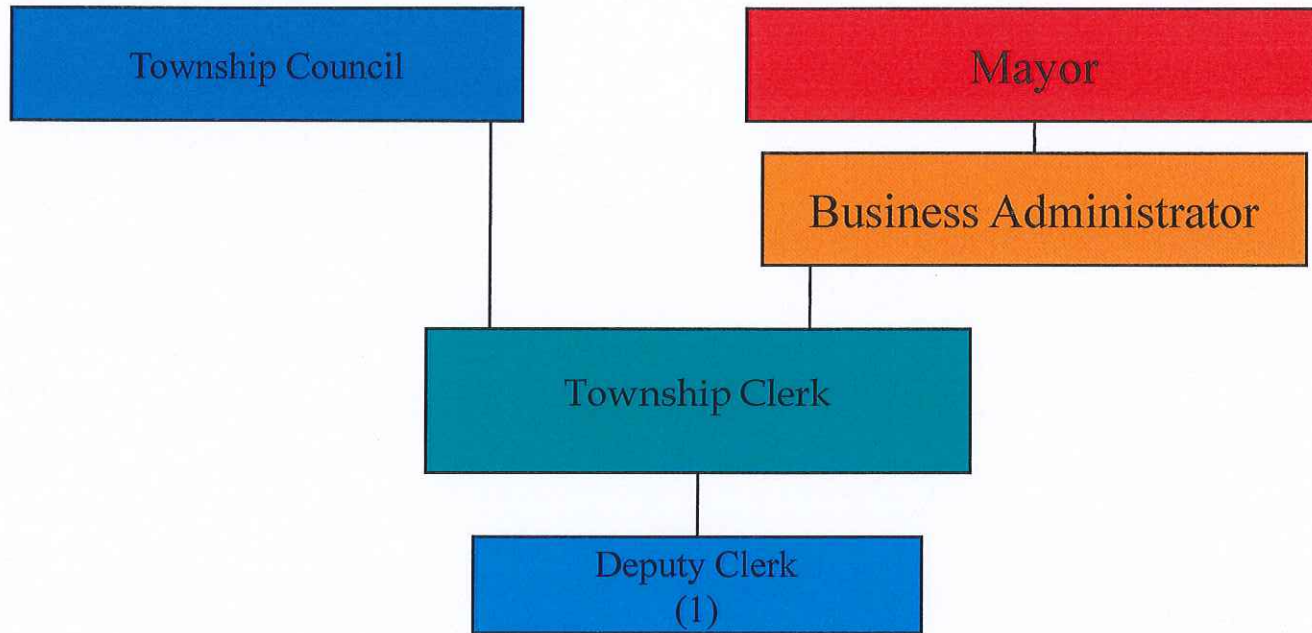 Township Council
Mayor
Business Administrator
Township Clerk
Deputy Clerk
(1)